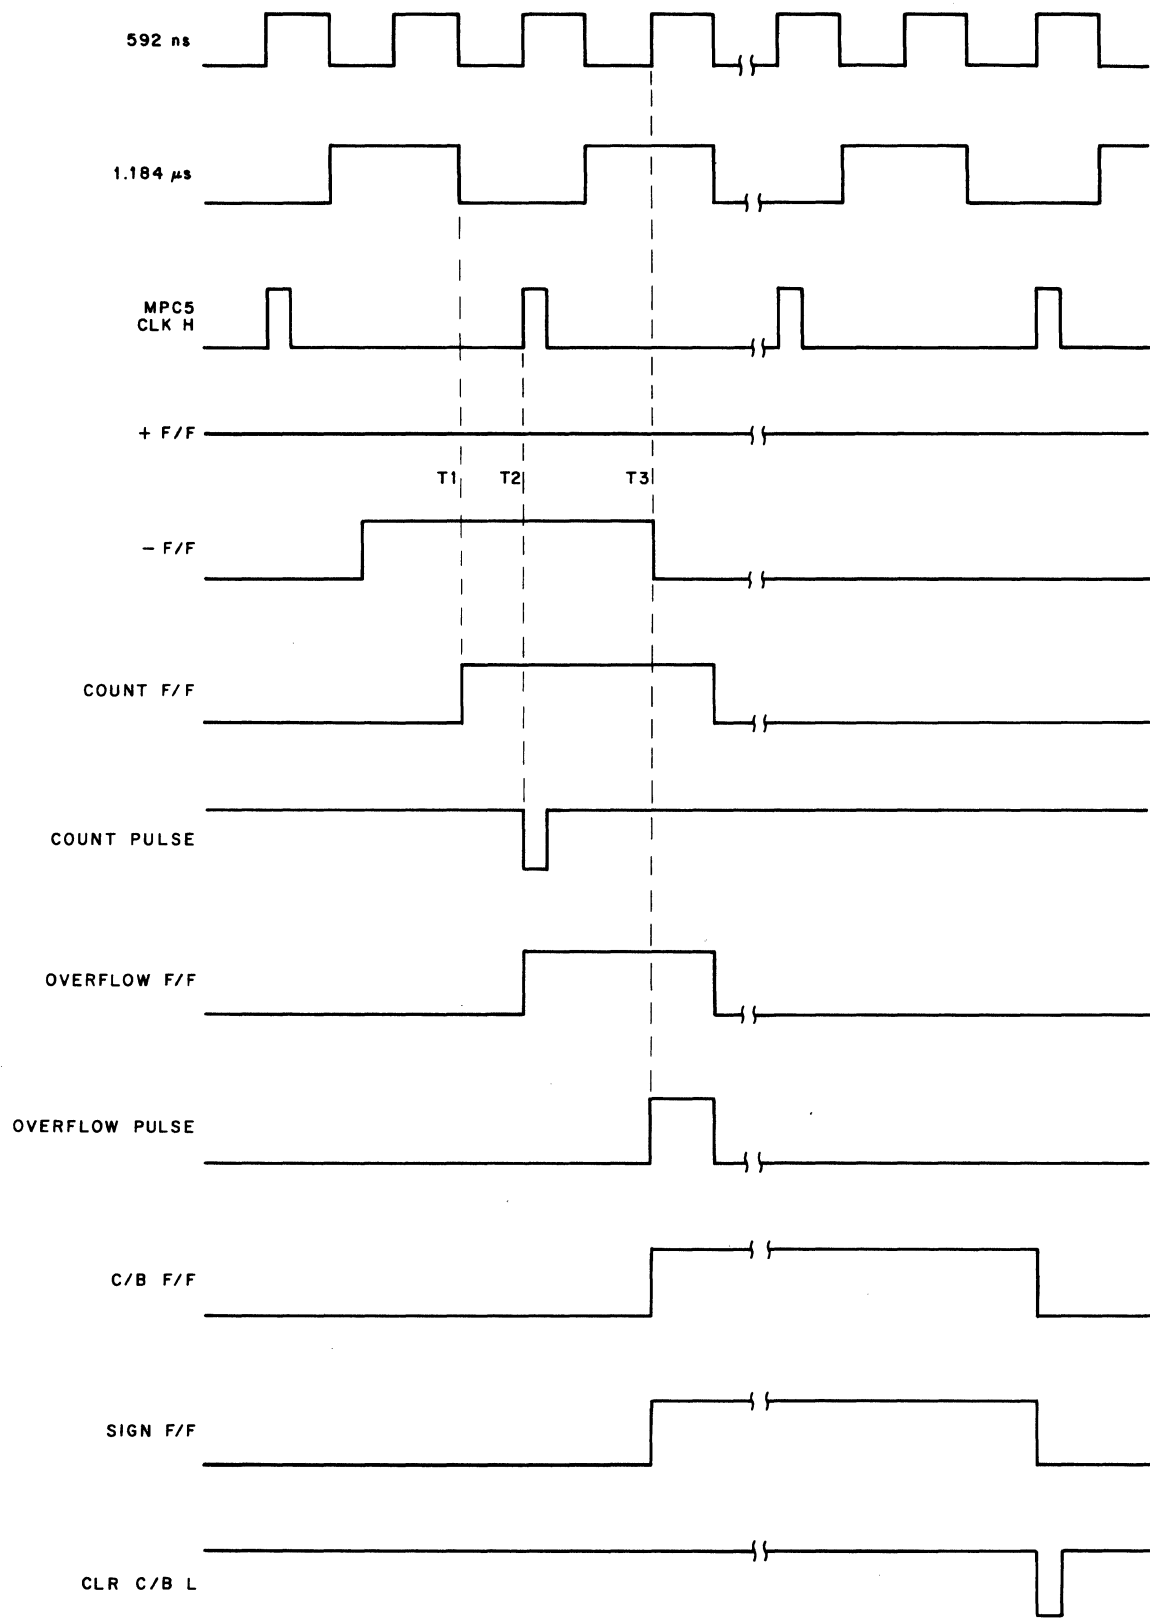 592 ns
1.184 μs
MPC5
CLK H
+ F/F
T1 T2 T3
- F/F
COUNT F/F
COUNT PULSE
OVERFLOW F/F
OVERFLOW PULSE
C/B F/F
SIGN F/F
CLR C/B L